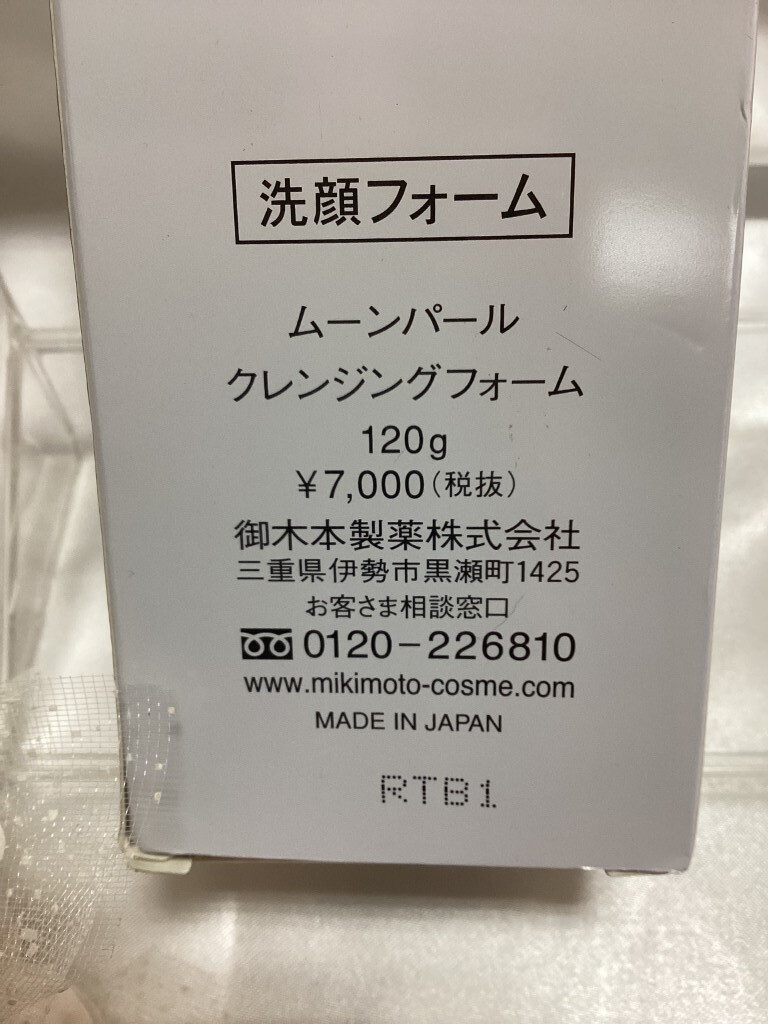 洗顔フォーム
ムーンパール
クレンジングフォーム
120g
¥7,000(税抜)
御木本製薬株式会社
三重県伊勢市黒瀬町1425
お客さま相談窓口
0120-226810
www.mikimoto-cosme.com
MADE IN JAPAN
RTB1